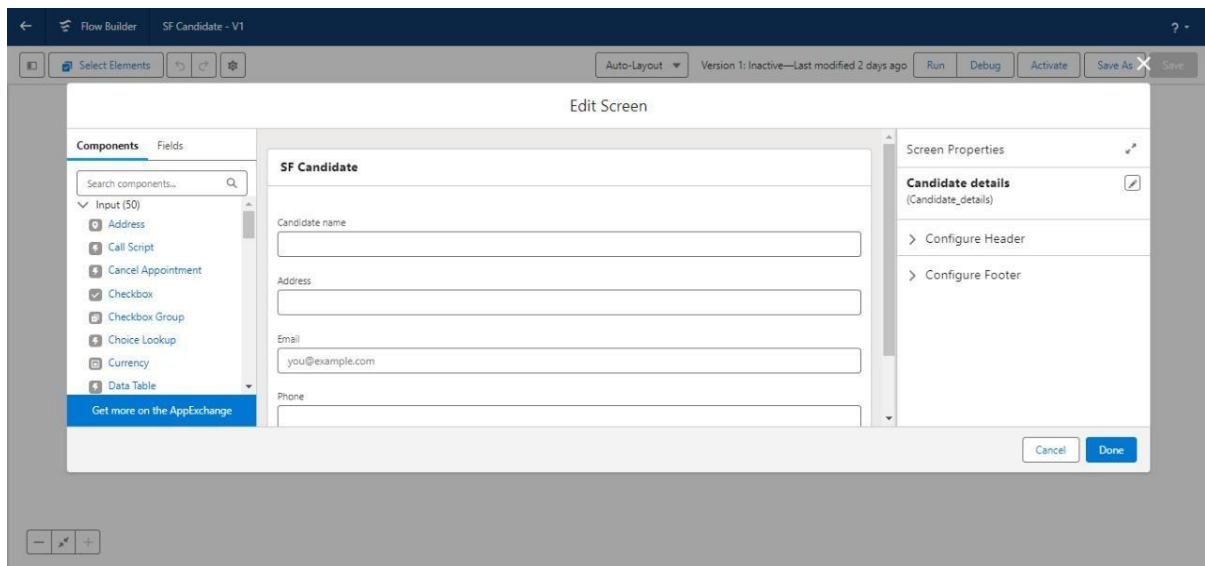 Flow Builder SF Candidate - V1 ?
Select Elements Auto-Layout Version 1: Inactive—Last modified 2 days ago Run Debug Activate Save As Save
Edit Screen
Components Fields
Search components...
Input (50)
Address
Call Script
Cancel Appointment
Checkbox
Checkbox Group
Choice Lookup
Currency
Data Table
Get more on the AppExchange
SF Candidate
Candidate name
Address
Email
you@example.com
Phone
Screen Properties
Candidate details
(Candidate_details)
Configure Header
Configure Footer
Cancel Done